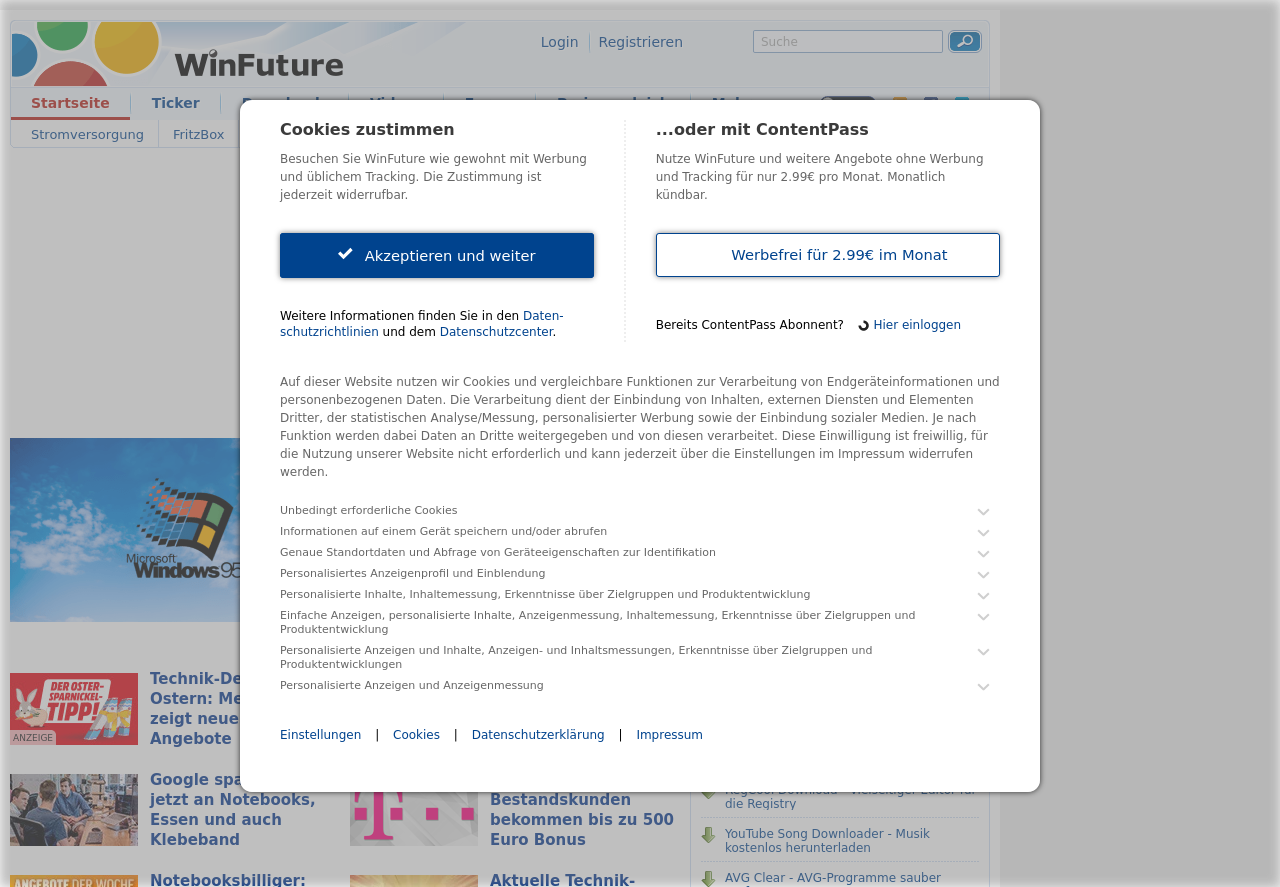 WinFuture
Login
Registrieren
Suche
Startseite
Ticker
Stromversorgung
FritzBox
Cookies zustimmen
Besuchen Sie WinFuture wie gewohnt mit Werbung
und üblichem Tracking. Die Zustimmung ist
jederzeit widerrufbar.
Akzeptieren und weiter
Weitere Informationen finden Sie in den Daten-
schutzrichtlinien und dem Datenschutzcenter.
...oder mit ContentPass
Nutze WinFuture und weitere Angebote ohne Werbung
und Tracking für nur 2.99€ pro Monat. Monatlich
kündbar.
Werbefrei für 2.99€ im Monat
Bereits ContentPass Abonnent? Hier einloggen
Auf dieser Website nutzen wir Cookies und vergleichbare Funktionen zur Verarbeitung von Endgeräteinformationen und
personenbezogenen Daten. Die Verarbeitung dient der Einbindung von Inhalten, externen Diensten und Elementen
Dritter, der statistischen Analyse/Messung, personalisierter Werbung sowie der Einbindung sozialer Medien. Je nach
Funktion werden dabei Daten an Dritte weitergegeben und von diesen verarbeitet. Diese Einwilligung ist freiwillig, für
die Nutzung unserer Website nicht erforderlich und kann jederzeit über die Einstellungen im Impressum widerrufen
werden.
Unbedingt erforderliche Cookies
Informationen auf einem Gerät speichern und/oder abrufen
Genaue Standortdaten und Abfrage von Geräteeigenschaften zur Identifikation
Personalisiertes Anzeigenprofil und Einblendung
Personalisierte Inhalte, Inhaltemessung, Erkenntnisse über Zielgruppen und Produktentwicklung
Einfache Anzeigen, personalisierte Inhalte, Anzeigenmessung, Inhaltemessung, Erkenntnisse über Zielgruppen und
Produktentwicklung
Personalisierte Anzeigen und Inhalte, Anzeigen- und Inhaltsmessungen, Erkenntnisse über Zielgruppen und
Produktentwicklungen
Personalisierte Anzeigen und Anzeigenmessung
Einstellungen | Cookies | Datenschutzerklärung | Impressum
Microsoft
Windows 95
DER OSTER-
SPARNICKEL-
TIPP!
ANZEIGE
Ostern:
zeigt neue
Angebote
Google
jetzt an Notebooks,
Essen und auch
Klebeband
ANGEBOTE DER WOCHE
Notebooksbilliger:
T
Bestandskunden
bekommen bis zu 500
Euro Bonus
Aktuelle Technik-
RegCool Download - Vielseitiger Editor für
die Registry
YouTube Song Downloader - Musik
kostenlos herunterladen
AVG Clear - AVG-Programme sauber